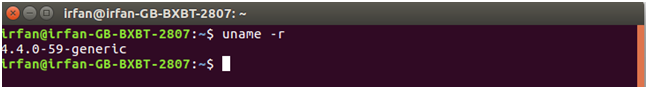 irfan@irfan-GB-BXBT-2807: ~
irfan@irfan-GB-BXBT-2807:~$ uname -r
4.4.0-59-generic
irfan@irfan-GB-BXBT-2807:~$